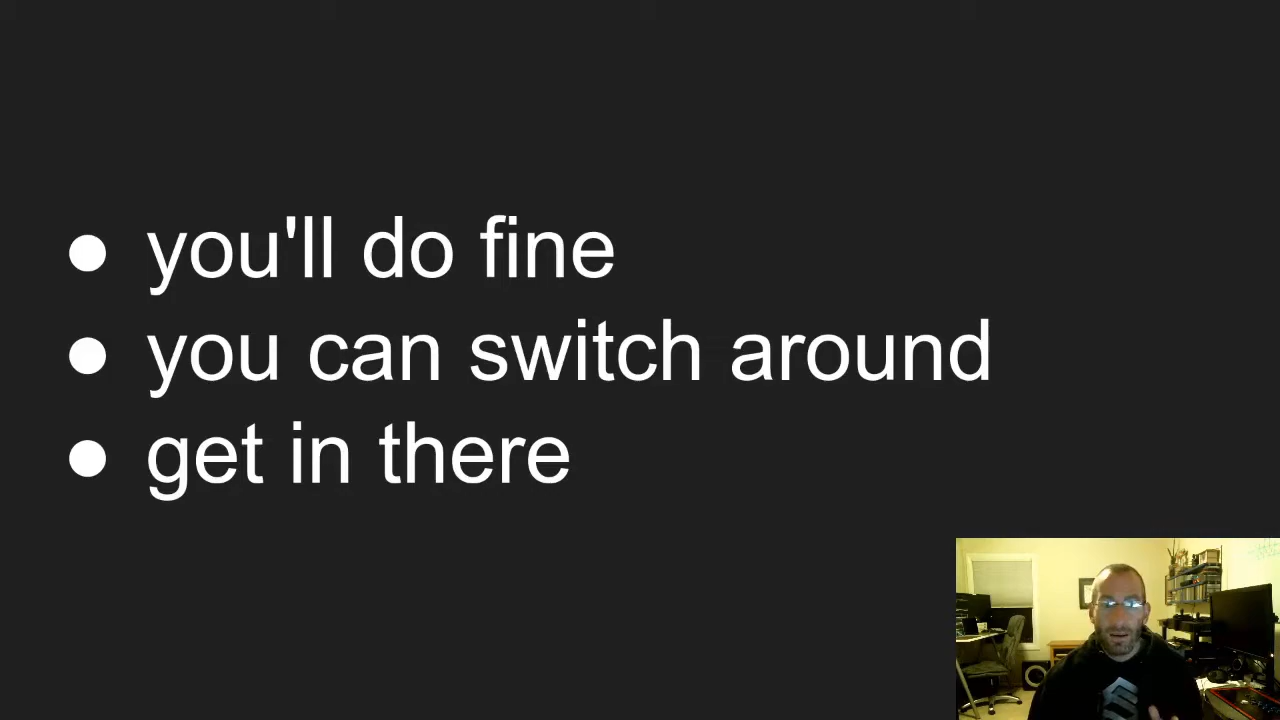 ● you'll do fine
● you can switch around
● get in there